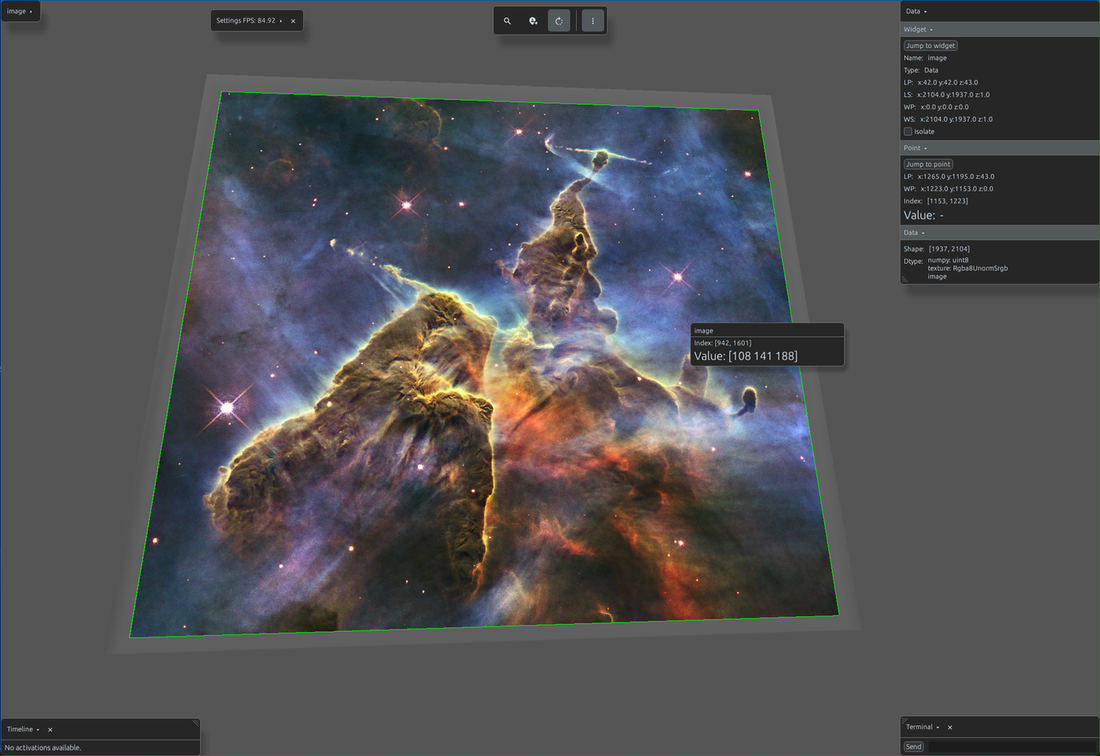 image
Settings FPS: 84.92
Data
Widget
Jump to widget
Name: image
Type: Data
LP: x:42.0 y:42.0 z:43.0
LS: x:2104.0 y:1937.0 z:1.0
WP: x:0.0 y:0.0 z:0.0
WS: x:2104.0 y:1937.0 z:1.0
Isolate
Point
Jump to point
LP: x:1265.0 y:1195.0 z:43.0
WP: x:1223.0 y:1153.0 z:0.0
Index: [1153, 1223]
Value: -
Data
Shape: [1937, 2104]
Dtype: numpy: uint8
texture: Rgba8UnormSrgb
image
image
Index: [942, 1601]
Value: [108 141 188]
Timeline
No activations available.
Terminal
Send